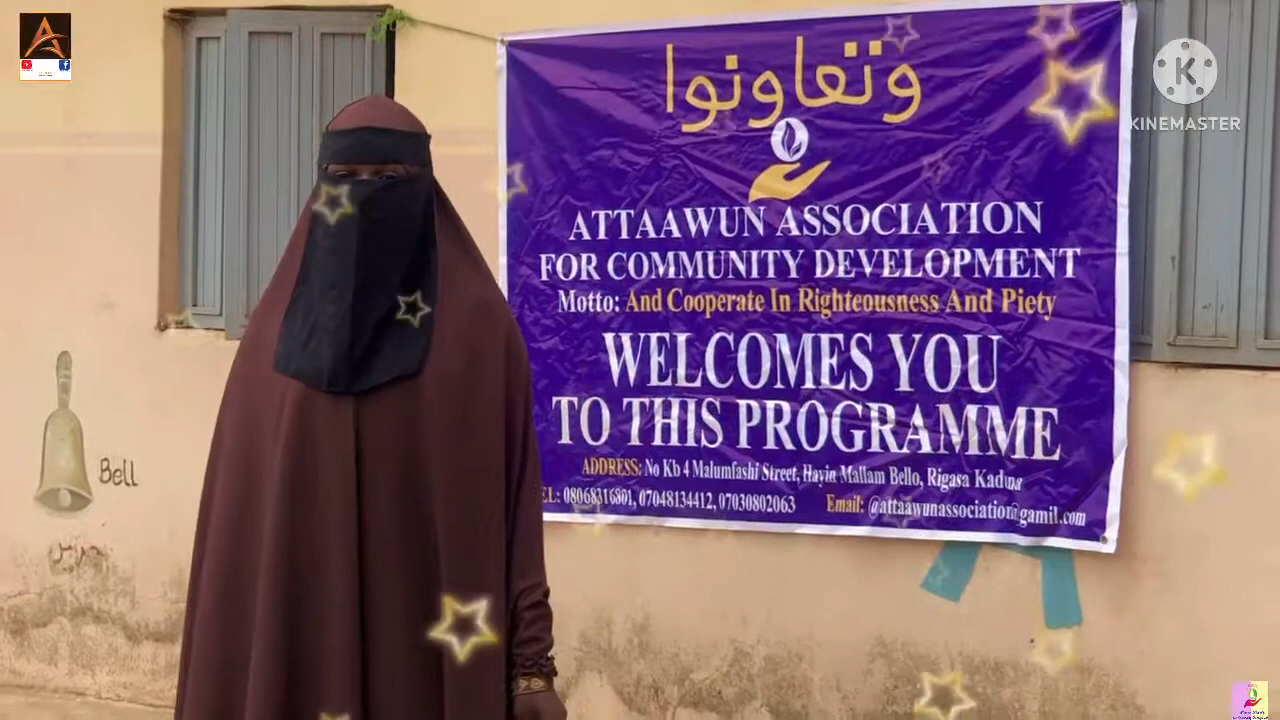 وتعاونوا
ATTAAWUN ASSOCIATION
FOR COMMUNITY DEVELOPMENT
Motto: And Cooperate In Righteousness And Piety
WELCOMES YOU
TO THIS PROGRAMME
ADDRESS: No Kb 4 Malumfashi Street, Hayin Mallam Bello, Rigasa Kaduna
EL: 08068316801, 07048134412, 07030802063 Email: @attaawunassociation@gamil.com
Bell
جرس
K
KINEMASTER